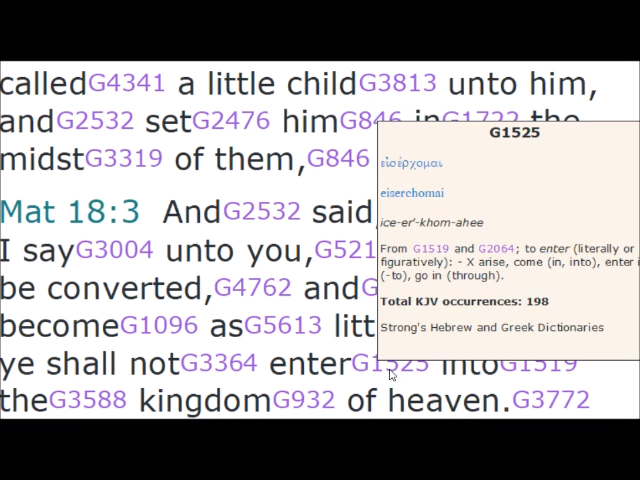 calledG4341 a little childG3813 unto him,
andG2532 setG2476 himG846 inG1722 the
midstG3319 of them,G846
Mat 18:3 AndG2532 said,
I sayG3004 unto you,G521
be converted,G4762 andG
becomeG1096 asG5613 litt
ye shall notG3364 enterG1525 intoG1519
theG3588 kingdomG932 of heaven.G3772
G1525
εἰσέρχομαι
eiserchomai
ice-er'-khom-ahee
From G1519 and G2064; to enter (literally or
figuratively): - X arise, come (in, into), enter i
(-to), go in (through).
Total KJV occurrences: 198
Strong's Hebrew and Greek Dictionaries